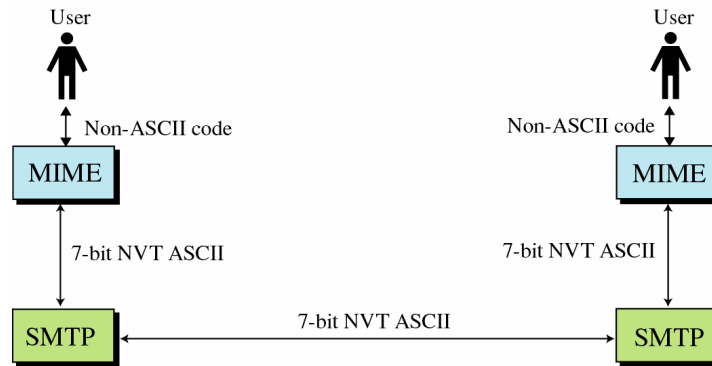 User
User
Non-ASCII code
Non-ASCII code
MIME
MIME
7-bit NVT ASCII
7-bit NVT ASCII
7-bit NVT ASCII
SMTP
SMTP